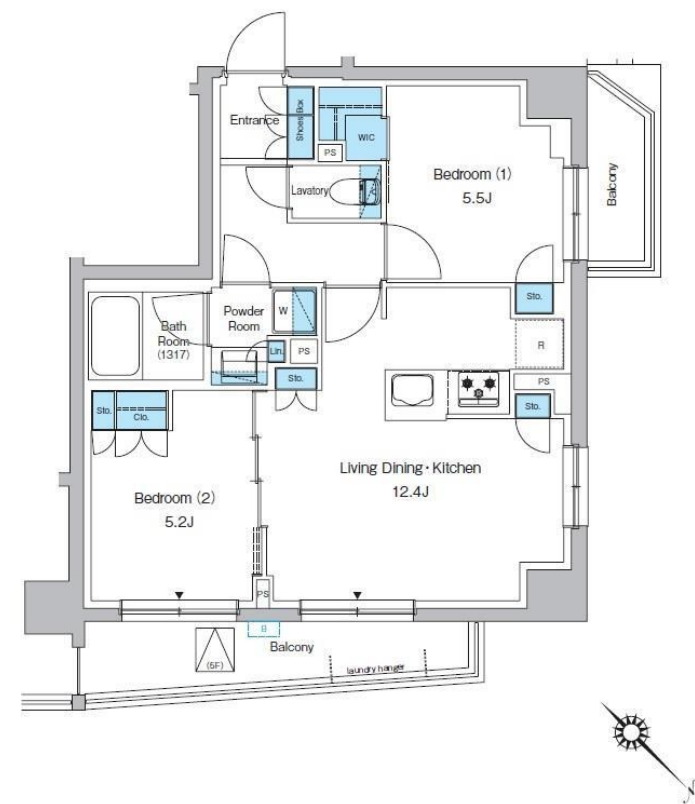 Entrance
Shoes Box
WIC
PS
Lavatory
Bedroom (1)
5.5J
Balcony
Sto.
R
PS
Sto.
Bath
Room
(1317)
Powder
Room
W
Lin.
PS
Sto.
Sto.
Clo.
Bedroom (2)
5.2J
Living Dining・Kitchen
12.4J
PS
Balcony
(5F)
laundry hanger
N